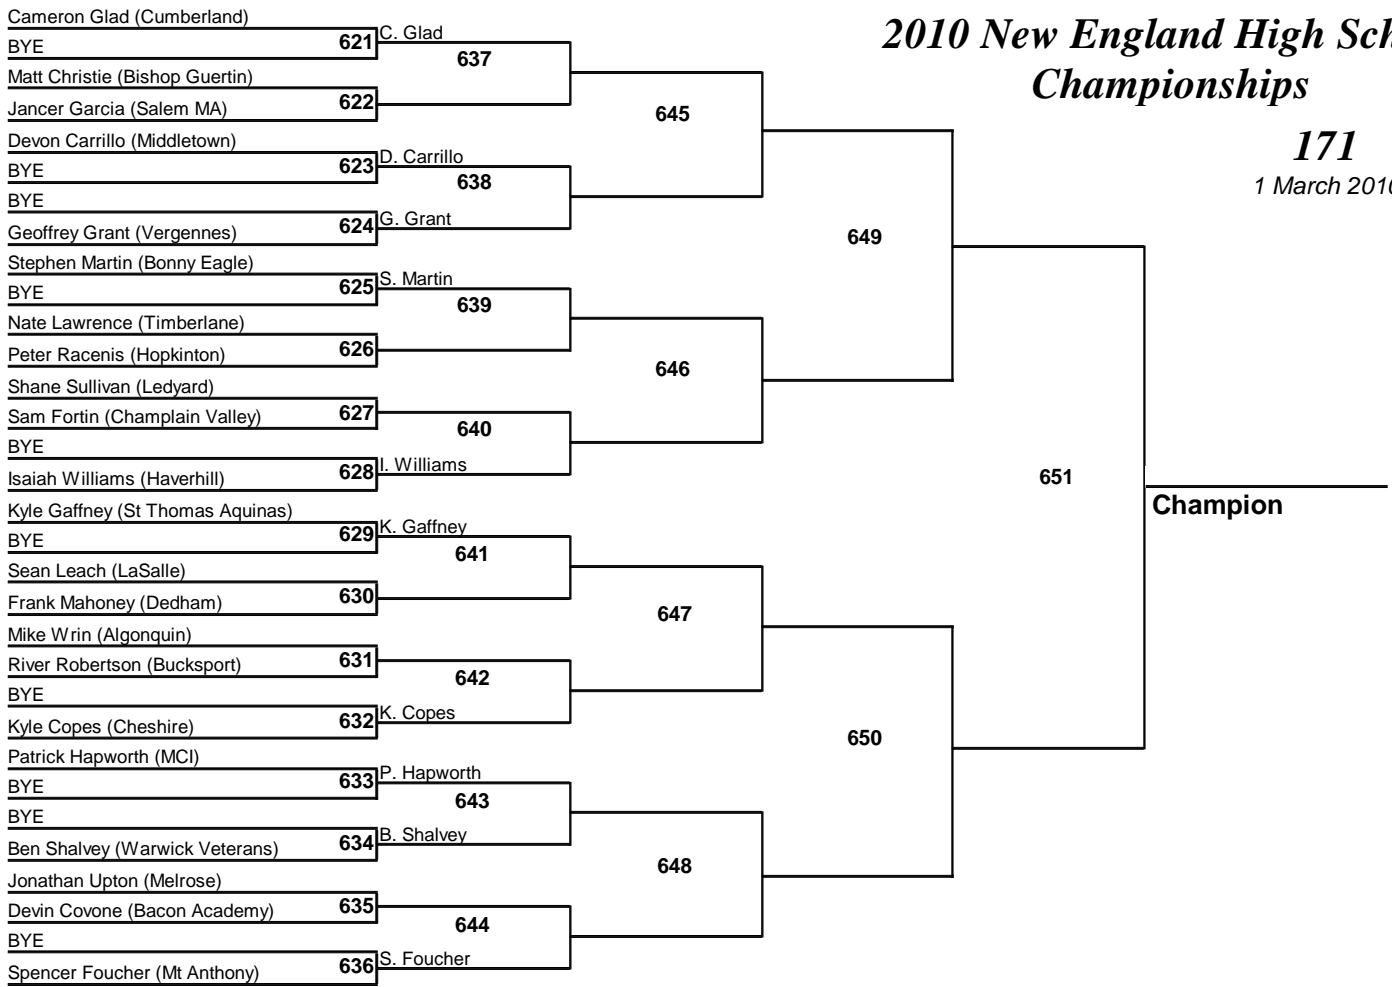 2010 New England High Sch
Championships
171
1 March 2010
Cameron Glad (Cumberland)
BYE
621
C. Glad
637
Matt Christie (Bishop Guertin)
Jancer Garcia (Salem MA)
622
645
Devon Carrillo (Middletown)
BYE
623
D. Carrillo
638
BYE
Geoffrey Grant (Vergennes)
624
G. Grant
649
Stephen Martin (Bonny Eagle)
BYE
625
S. Martin
639
Nate Lawrence (Timberlane)
Peter Racenis (Hopkinton)
626
646
Shane Sullivan (Ledyard)
Sam Fortin (Champlain Valley)
627
640
BYE
Isaiah Williams (Haverhill)
628
I. Williams
651
Champion
Kyle Gaffney (St Thomas Aquinas)
BYE
629
K. Gaffney
641
Sean Leach (LaSalle)
Frank Mahoney (Dedham)
630
647
Mike Wrin (Algonquin)
River Robertson (Bucksport)
631
642
BYE
Kyle Copes (Cheshire)
632
K. Copes
650
Patrick Hapworth (MCI)
BYE
633
P. Hapworth
643
BYE
Ben Shalvey (Warwick Veterans)
634
B. Shalvey
648
Jonathan Upton (Melrose)
Devin Covone (Bacon Academy)
635
644
BYE
Spencer Foucher (Mt Anthony)
636
S. Foucher